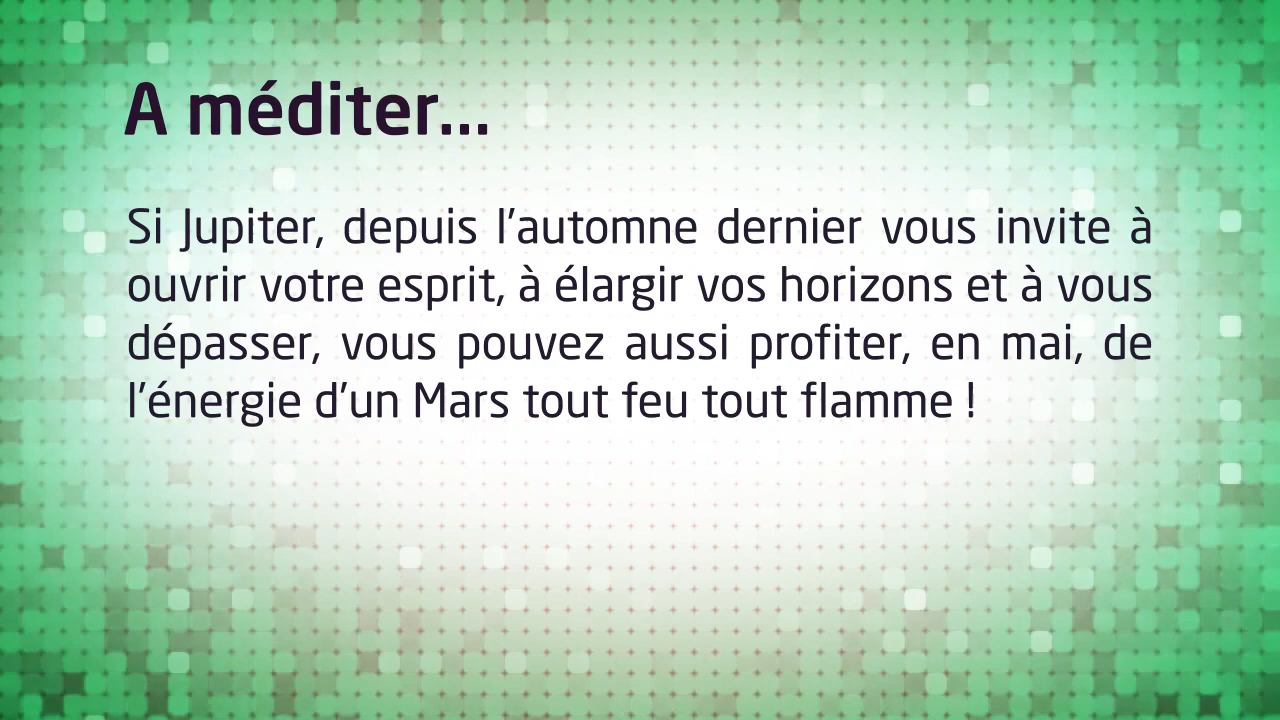 A méditer...
Si Jupiter, depuis l'automne dernier vous invite à
ouvrir votre esprit, à élargir vos horizons et à vous
dépasser, vous pouvez aussi profiter, en mai, de
l'énergie d'un Mars tout feu tout flamme !